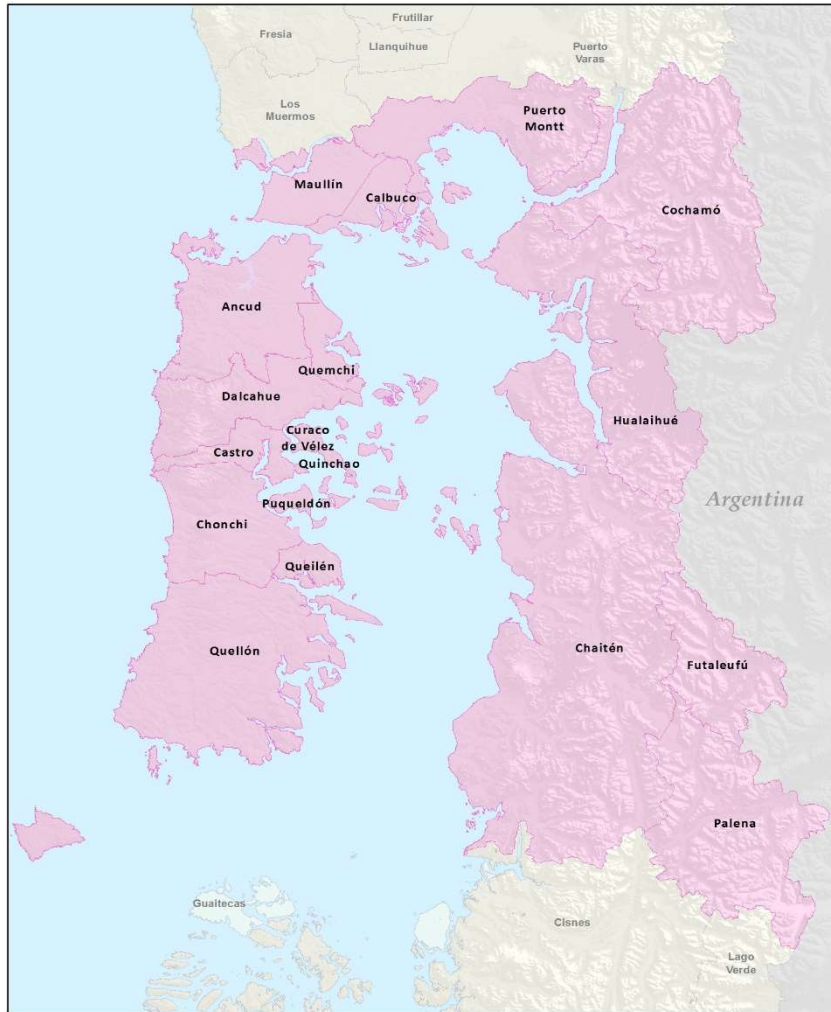 Frutillar
Fresia
Llanquihue
Puerto
Varas
Los
Muermos
Puerto
Montt
Maullín
Calbuco
Cochamó
Ancud
Quemchi
Dalcahue
Hualaihué
Curaco
de Vélez
Castro
Quinchao
Argentina
Puqueldón
Chonchi
Queilén
Quellón
Chaitén
Futaleufú
Palena
Guaitecas
Cisnes
Lago
Verde